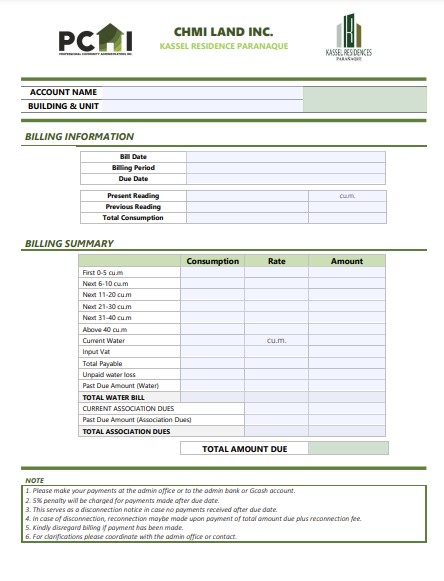 PCMI
PROFESSIONAL COMMUNITY ADMINISTRATORS INC.
CHMI LAND INC.
KASSEL RESIDENCE PARANAQUE
KASSEL RESIDENCES
PARAÑAQUE
ACCOUNT NAME
BUILDING & UNIT
BILLING INFORMATION
Bill Date
Billing Period
Due Date
Present Reading cu.m.
Previous Reading
Total Consumption
BILLING SUMMARY
Consumption Rate Amount
First 0-5 cu.m
Next 6-10 cu.m
Next 11-20 cu.m
Next 21-30 cu.m
Next 31-40 cu.m
Above 40 cu.m
Current Water cu.m.
Input Vat
Total Payable
Unpaid water loss
Past Due Amount (Water)
TOTAL WATER BILL
CURRENT ASSOCIATION DUES
Past Due Amount (Association Dues)
TOTAL ASSOCIATION DUES
TOTAL AMOUNT DUE
NOTE
1. Please make your payments at the admin office or to the admin bank or Gcash account.
2. 5% penalty will be charged for payments made after due date.
3. This serves as a disconnection notice in case no payments received after due date.
4. In case of disconnection, reconnection maybe made upon payment of total amount due plus reconnection fee.
5. Kindly disregard billing if payment has been made.
6. For clarifications please coordinate with the admin office or contact.